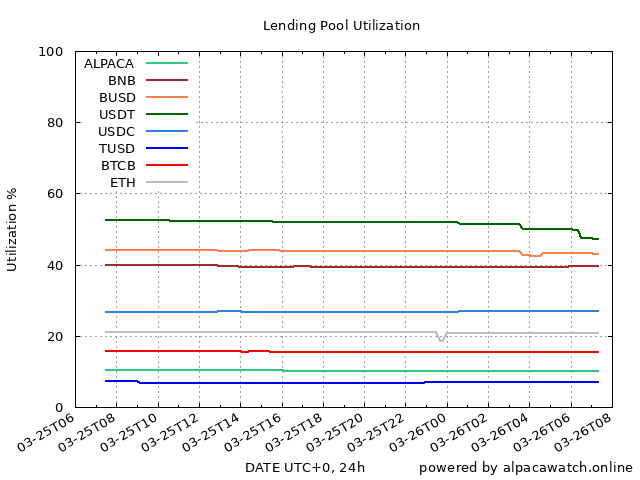 Lending Pool Utilization
100
80
60
40
20
0
Utilization %
ALPACA
BNB
BUSD
USDT
USDC
TUSD
BTCB
ETH
03-25T06
03-25T08
03-25T10
03-25T12
03-25T14
03-25T16
03-25T18
03-25T20
03-25T22
03-26T00
03-26T02
03-26T04
03-26T06
03-26T08
DATE UTC+0, 24h
powered by alpacawatch.online